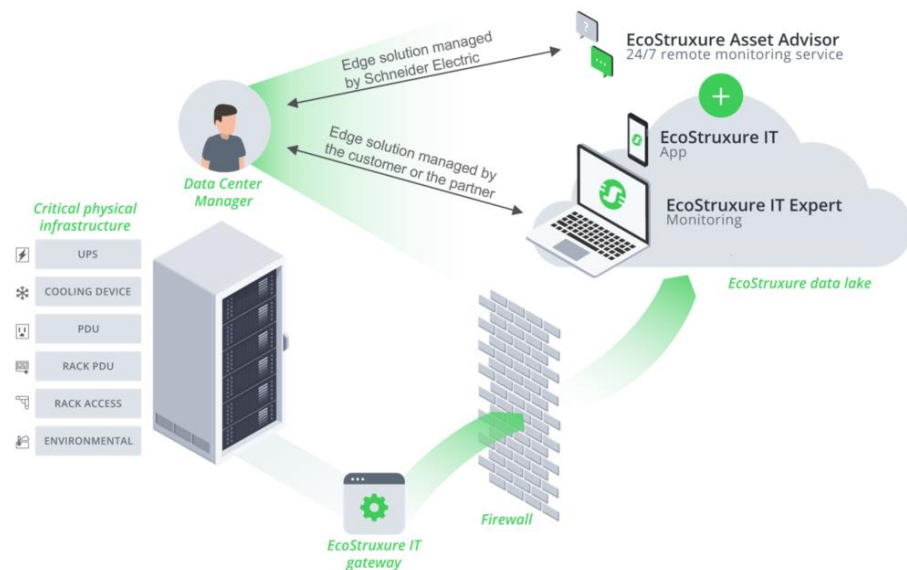 EcoStruxure Asset Advisor
24/7 remote monitoring service
Edge solution managed
by Schneider Electric
EcoStruxure IT
App
Edge solution managed by
the customer or the partner
Data Center
Manager
EcoStruxure IT Expert
Monitoring
EcoStruxure data lake
Critical physical
infrastructure
UPS
COOLING DEVICE
PDU
RACK PDU
RACK ACCESS
ENVIRONMENTAL
Firewall
EcoStruxure IT
gateway